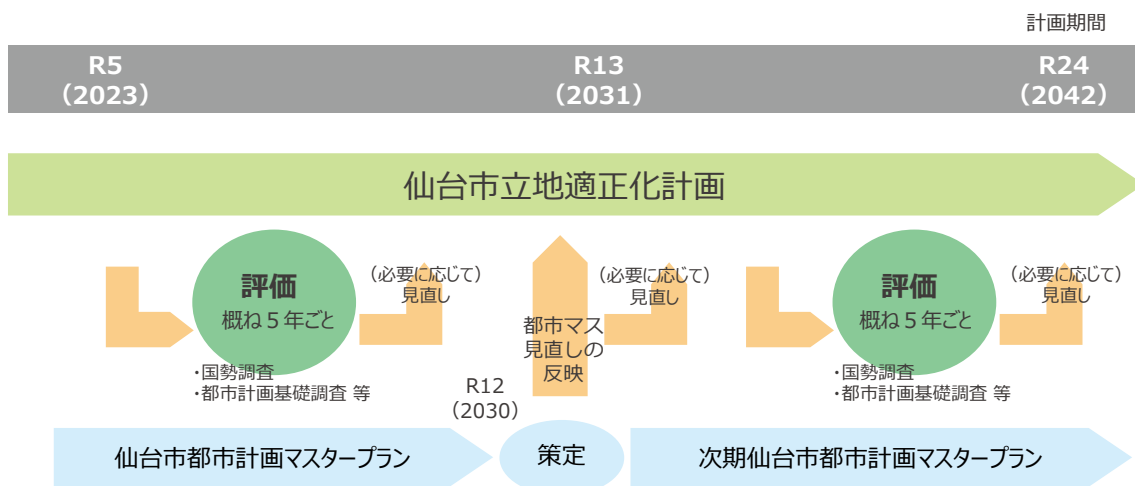 計画期間
R5
（2023）
R13
（2031）
R24
（2042）
仙台市立地適正化計画
評価
概ね５年ごと
・国勢調査
・都市計画基礎調査 等
（必要に応じて）
見直し
都市マス
見直しの
反映
（必要に応じて）
見直し
評価
概ね５年ごと
・国勢調査
・都市計画基礎調査 等
（必要に応じて）
見直し
R12
（2030）
仙台市都市計画マスタープラン
策定
次期仙台市都市計画マスタープラン